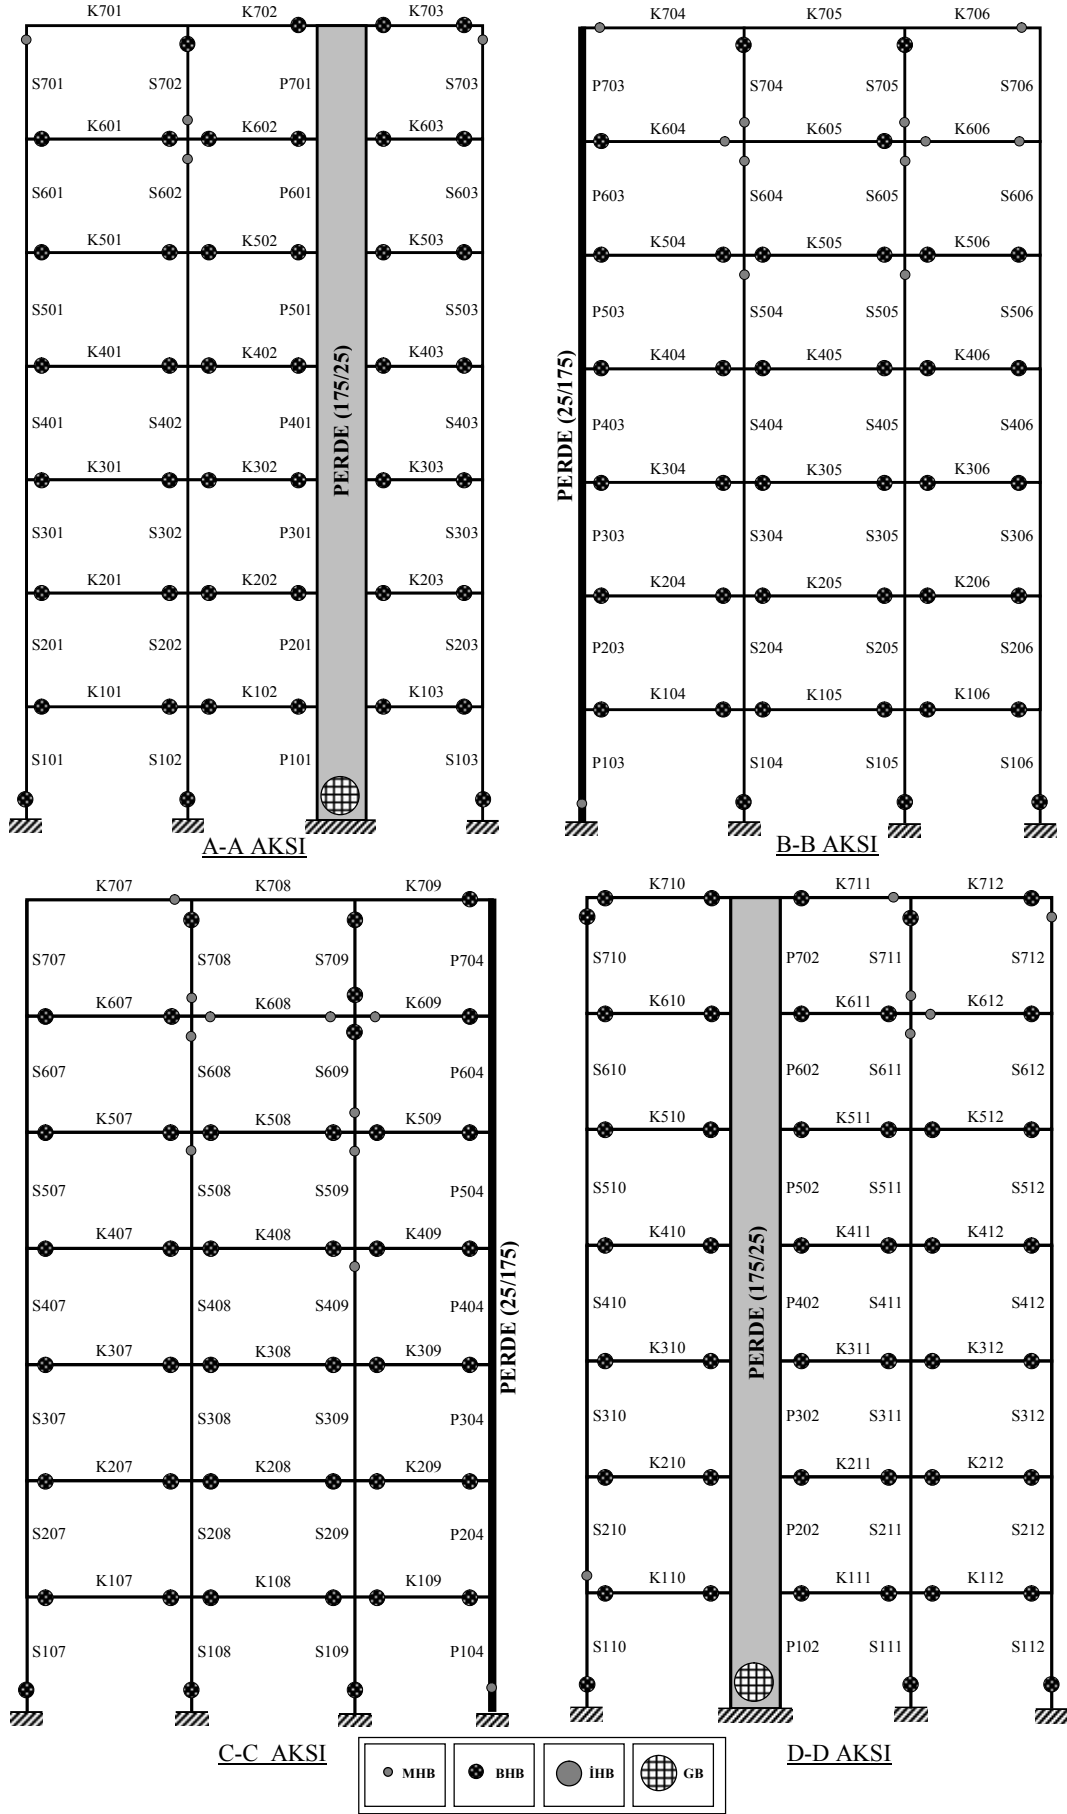 K701 K702 K703
S701 S702 P701 S703
K601 K602 K603
S601 S602 P601 S603
K501 K502 K503
S501 S502 P501 S503
K401 K402 K403
S401 S402 P401 S403
K301 K302 K303
S301 S302 P301 S303
K201 K202 K203
S201 S202 P201 S203
K101 K102 K103
S101 S102 P101 S103
PERDE (175/25)
A-A AKSI
K704 K705 K706
P703 S704 S705 S706
K604 K605 K606
P603 S604 S605 S606
K504 K505 K506
P503 S504 S505 S506
K404 K405 K406
P403 S404 S405 S406
K304 K305 K306
P303 S304 S305 S306
K204 K205 K206
P203 S204 S205 S206
K104 K105 K106
P103 S104 S105 S106
PERDE (25/175)
B-B AKSI
K707 K708 K709
S707 S708 S709 P704
K607 K608 K609
S607 S608 S609 P604
K507 K508 K509
S507 S508 S509 P504
K407 K408 K409
S407 S408 S409 P404
K307 K308 K309
S307 S308 S309 P304
K207 K208 K209
S207 S208 S209 P204
K107 K108 K109
S107 S108 S109 P104
PERDE (25/175)
C-C AKSI
K710 K711 K712
S710 P702 S711 S712
K610 K611 K612
S610 P602 S611 S612
K510 K511 K512
S510 P502 S511 S512
K410 K411 K412
S410 P402 S411 S412
K310 K311 K312
S310 P302 S311 S312
K210 K211 K212
S210 P202 S211 S212
K110 K111 K112
S110 P102 S111 S112
PERDE (175/25)
D-D AKSI
MHB BHB İHB GB